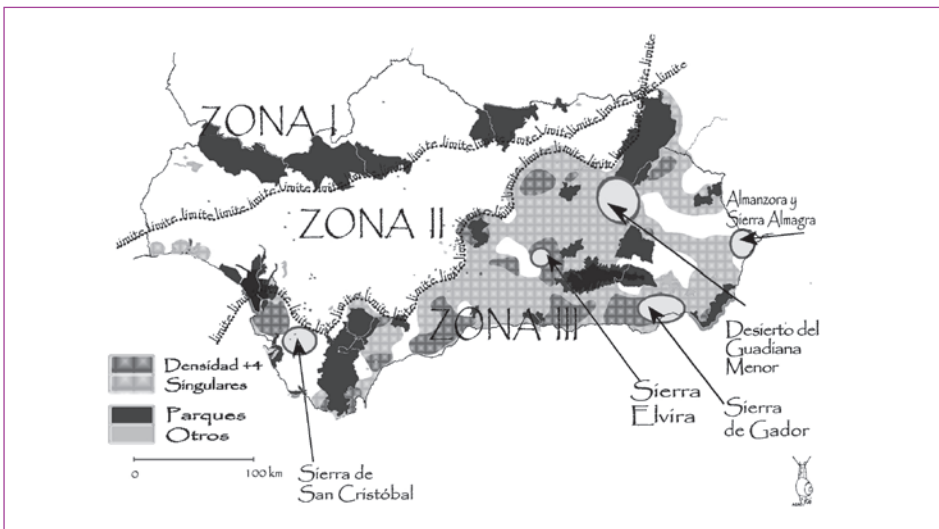 límite límite límite
ZONA I
ZONA II
ZONA III
Almanzora y
Sierra Almagra
Desierto del
Guadiana
Menor
Densidad +4
Singulares
Parques
Otros
Sierra
Elvira
Sierra
de Gador
0 100 km
Sierra de
San Cristóbal